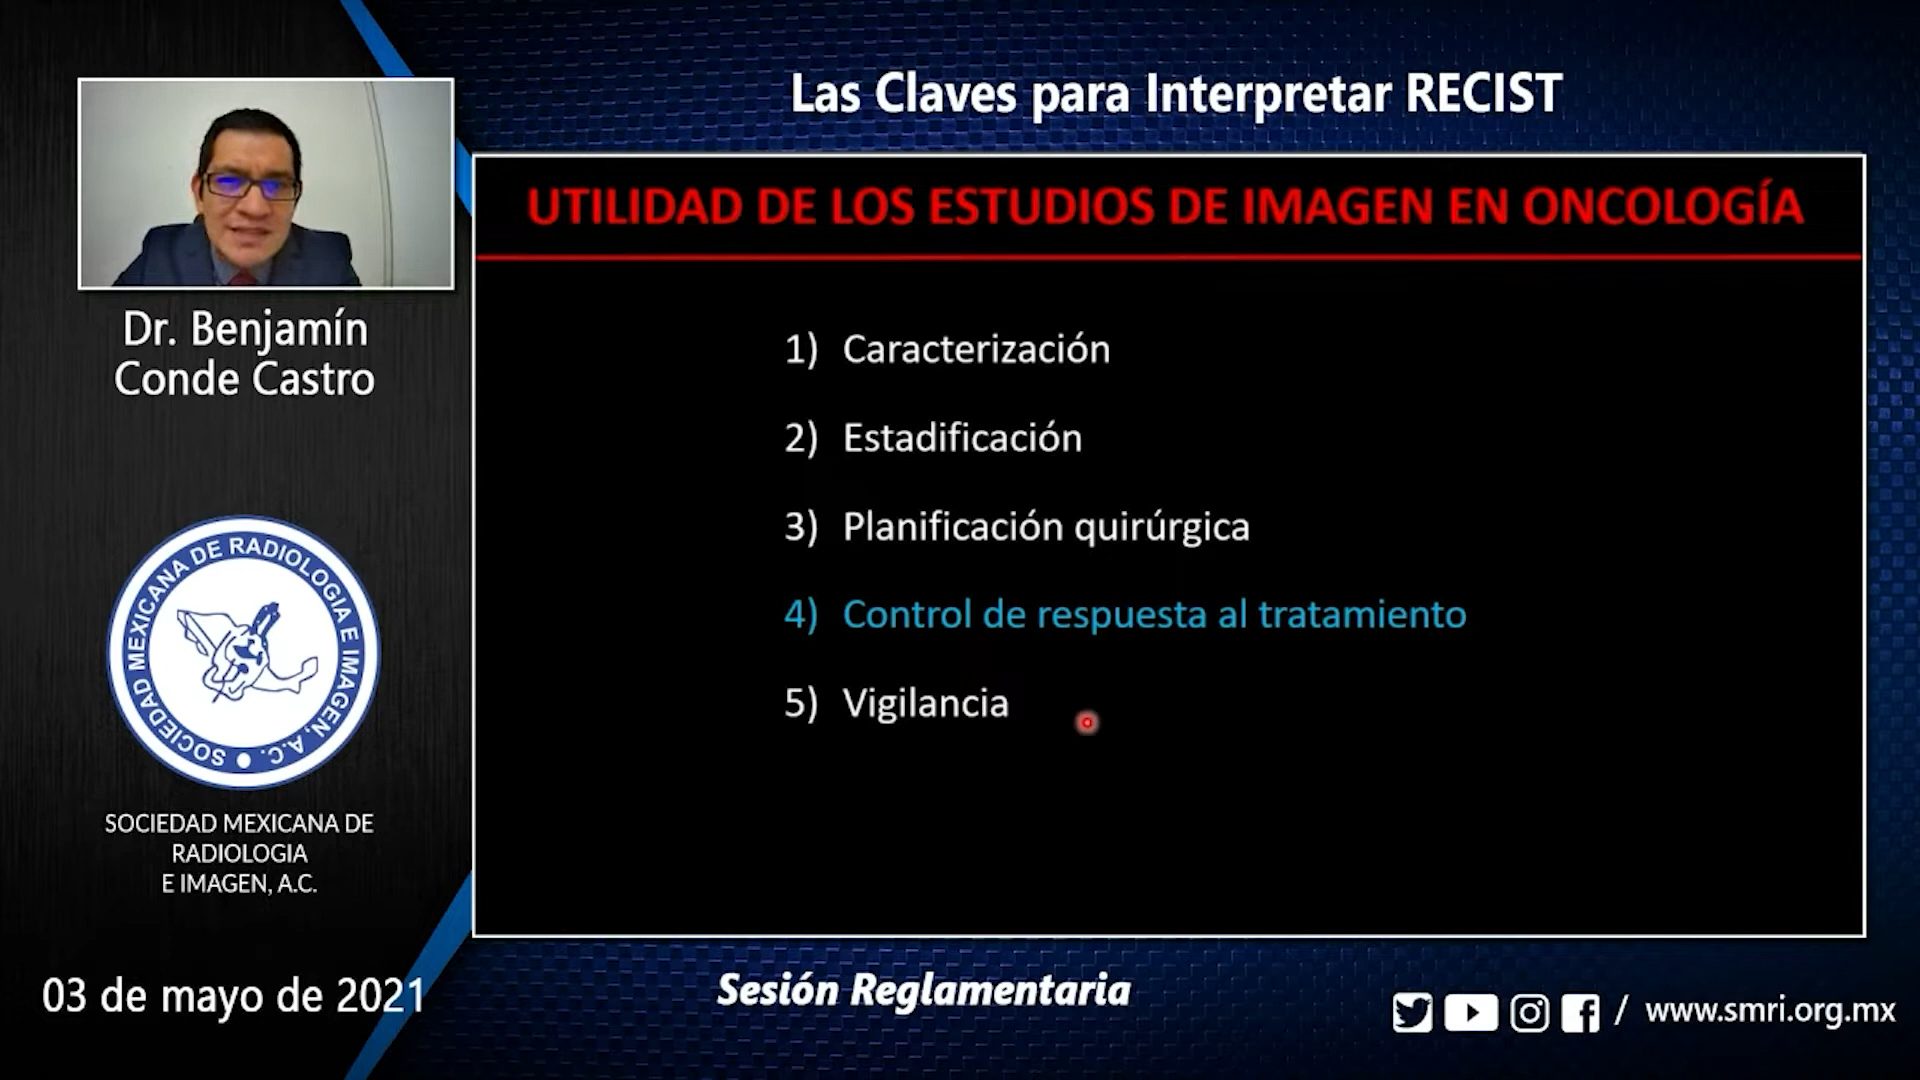 Las Claves para Interpretar RECIST
UTILIDAD DE LOS ESTUDIOS DE IMAGEN EN ONCOLOGÍA
1) Caracterización
2) Estadificación
3) Planificación quirúrgica
4) Control de respuesta al tratamiento
5) Vigilancia
Dr. Benjamín
Conde Castro
SOCIEDAD MEXICANA DE RADIOLOGIA E IMAGEN, A.C.
SOCIEDAD MEXICANA DE
RADIOLOGIA
E IMAGEN, A.C.
03 de mayo de 2021
Sesión Reglamentaria
/ www.smri.org.mx